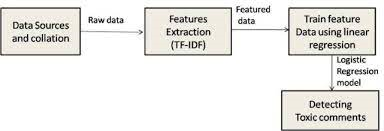 Data Sources
and collation
Raw data
Features
Extraction
(TF-IDF)
Featured
data
Train feature
Data using linear
regression
Logistic
Regression
model
Detecting
Toxic comments